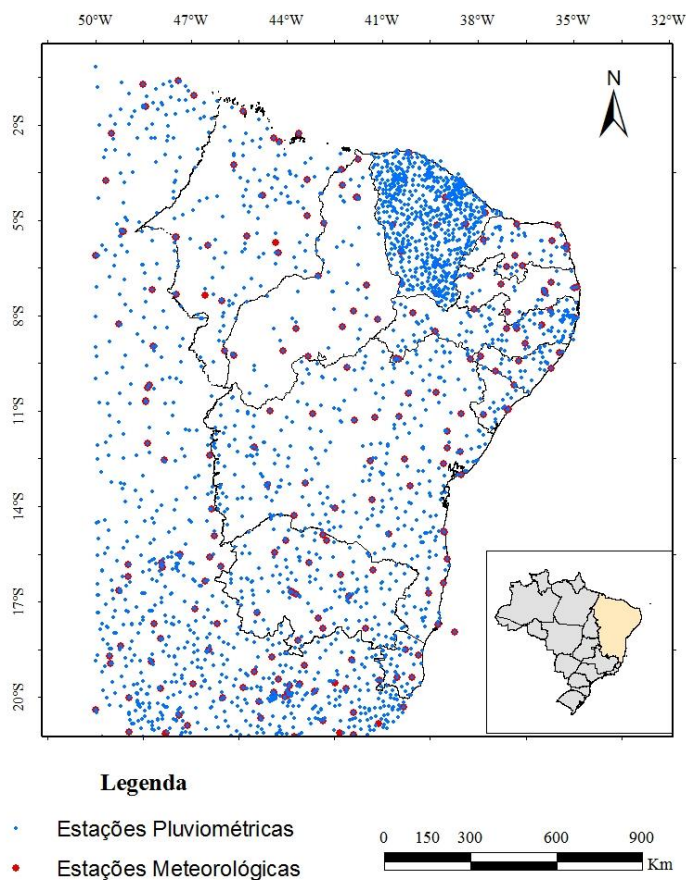 50°W 47°W 44°W 41°W 38°W 35°W 32°W
N
2°S
5°S
8°S
11°S
14°S
17°S
20°S
Legenda
Estações Pluviométricas
Estações Meteorológicas
0 150 300 600 900
Km